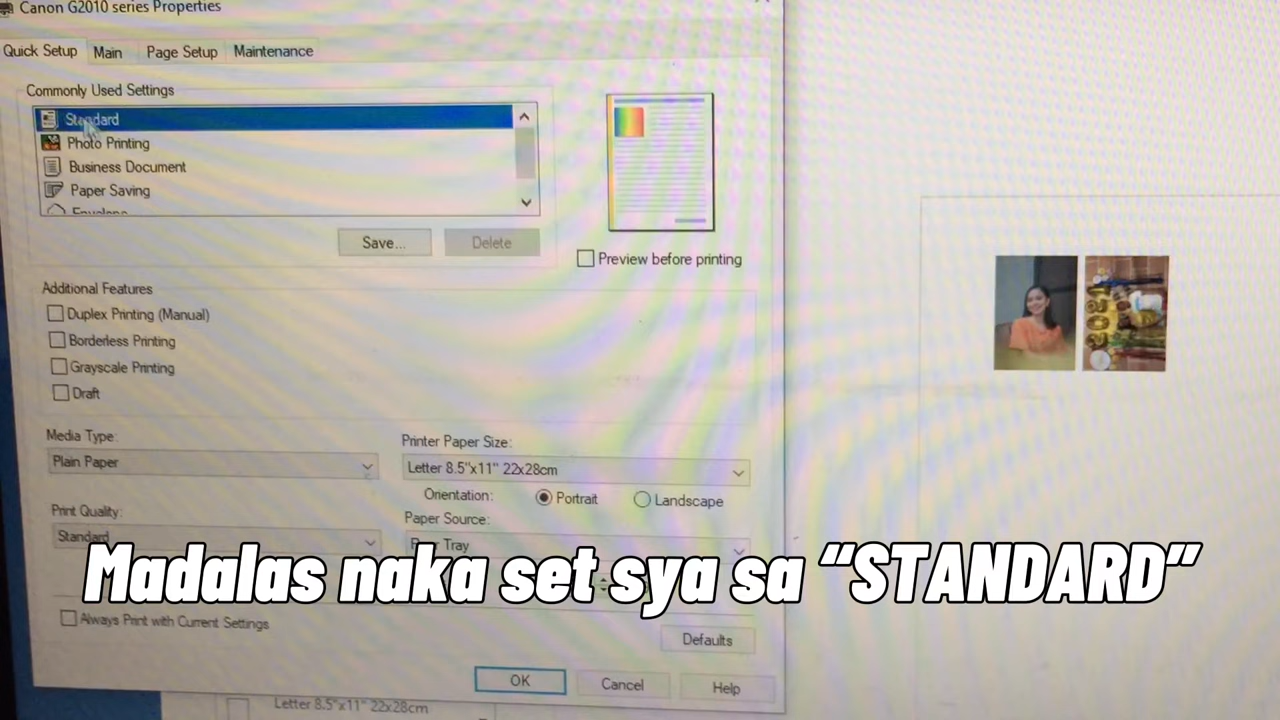 Canon G2010 series Properties
Quick Setup
Main
Page Setup
Maintenance
Commonly Used Settings
Standard
Photo Printing
Business Document
Paper Saving
Envelope
Save...
Delete
Preview before printing
Additional Features
Duplex Printing (Manual)
Borderless Printing
Grayscale Printing
Draft
Media Type:
Plain Paper
Printer Paper Size:
Letter 8.5"x11" 22x28cm
Orientation:
Portrait
Landscape
Print Quality:
Standard
Paper Source:
Rear Tray
Madalas naka set sya sa “STANDARD”
Always Print with Current Settings
Defaults
OK
Cancel
Help
Letter 8.5"x11" 22x28cm